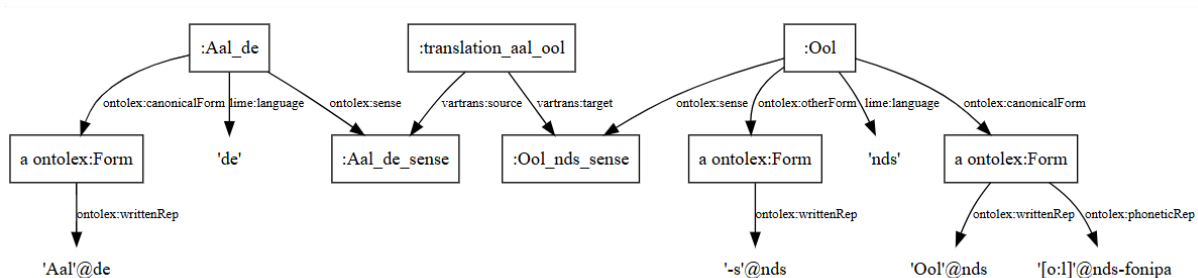 :Aal_de :translation_aal_ool :Ool
ontolex:canonicalForm lime:language ontolex:sense vartrans:source vartrans:target ontolex:sense ontolex:otherForm lime:language ontolex:canonicalForm
a ontolex:Form 'de' :Aal_de_sense :Ool_nds_sense a ontolex:Form 'nds' a ontolex:Form
ontolex:writtenRep ontolex:writtenRep ontolex:writtenRep ontolex:phoneticRep
'Aal'@de '-s'@nds 'Ool'@nds '[o:l]'@nds-fonipa